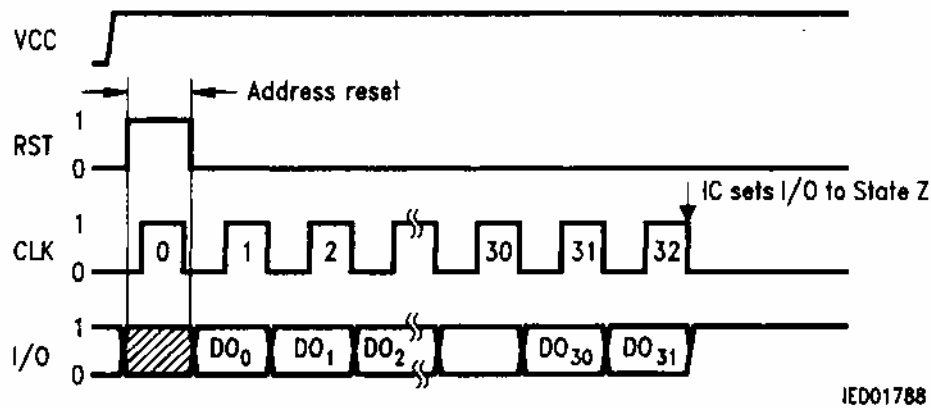 VCC
Address reset
1
RST
0
IC sets I/O to State Z
1
CLK 0 1 2 30 31 32
0
1
I/O DO0 DO1 DO2 DO30 DO31
0
IED01788